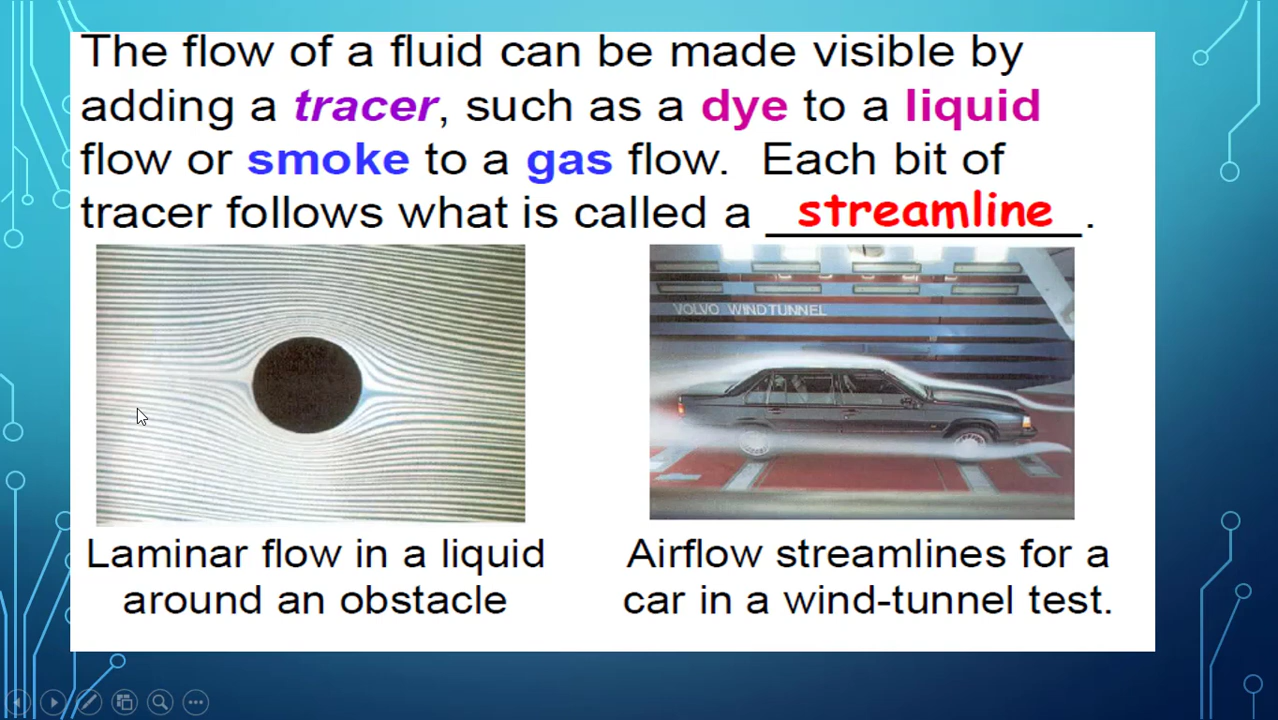 The flow of a fluid can be made visible by
adding a tracer, such as a dye to a liquid
flow or smoke to a gas flow. Each bit of
tracer follows what is called a streamline.
VOLVO WINDTUNNEL
Laminar flow in a liquid
around an obstacle
Airflow streamlines for a
car in a wind-tunnel test.